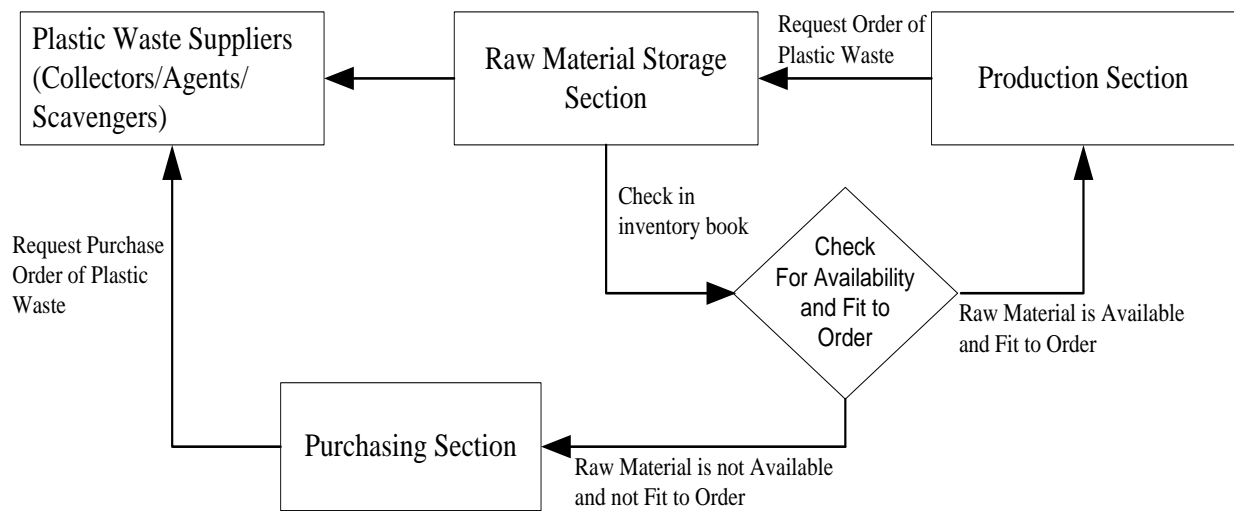 Plastic Waste Suppliers
(Collectors/Agents/
Scavengers)
Raw Material Storage
Section
Request Order of
Plastic Waste
Production Section
Check in
inventory book
Request Purchase
Order of Plastic
Waste
Check
For Availability
and Fit to
Order
Raw Material is Available
and Fit to Order
Purchasing Section
Raw Material is not Available
and not Fit to Order